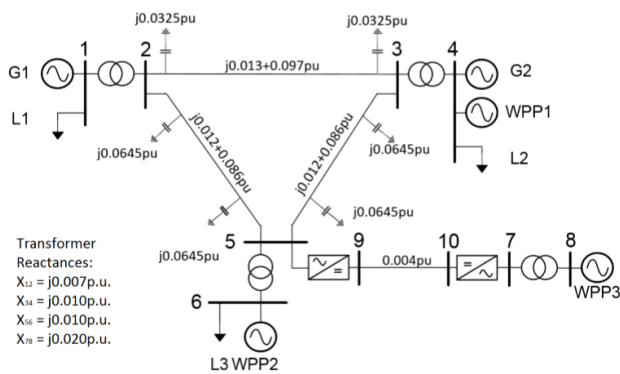 j0.0325pu
j0.0325pu
1
2
3
4
G1
j0.013+0.097pu
G2
L1
WPP1
j0.0645pu
j0.012+0.086pu
j0.012+0.086pu
j0.0645pu
L2
j0.0645pu
Transformer
Reactances:
X₁₂ = j0.007p.u.
X₃₄ = j0.010p.u.
X₅₆ = j0.010p.u.
X₇₈ = j0.020p.u.
j0.0645pu
5
9
10
7
8
0.004pu
WPP3
6
L3 WPP2